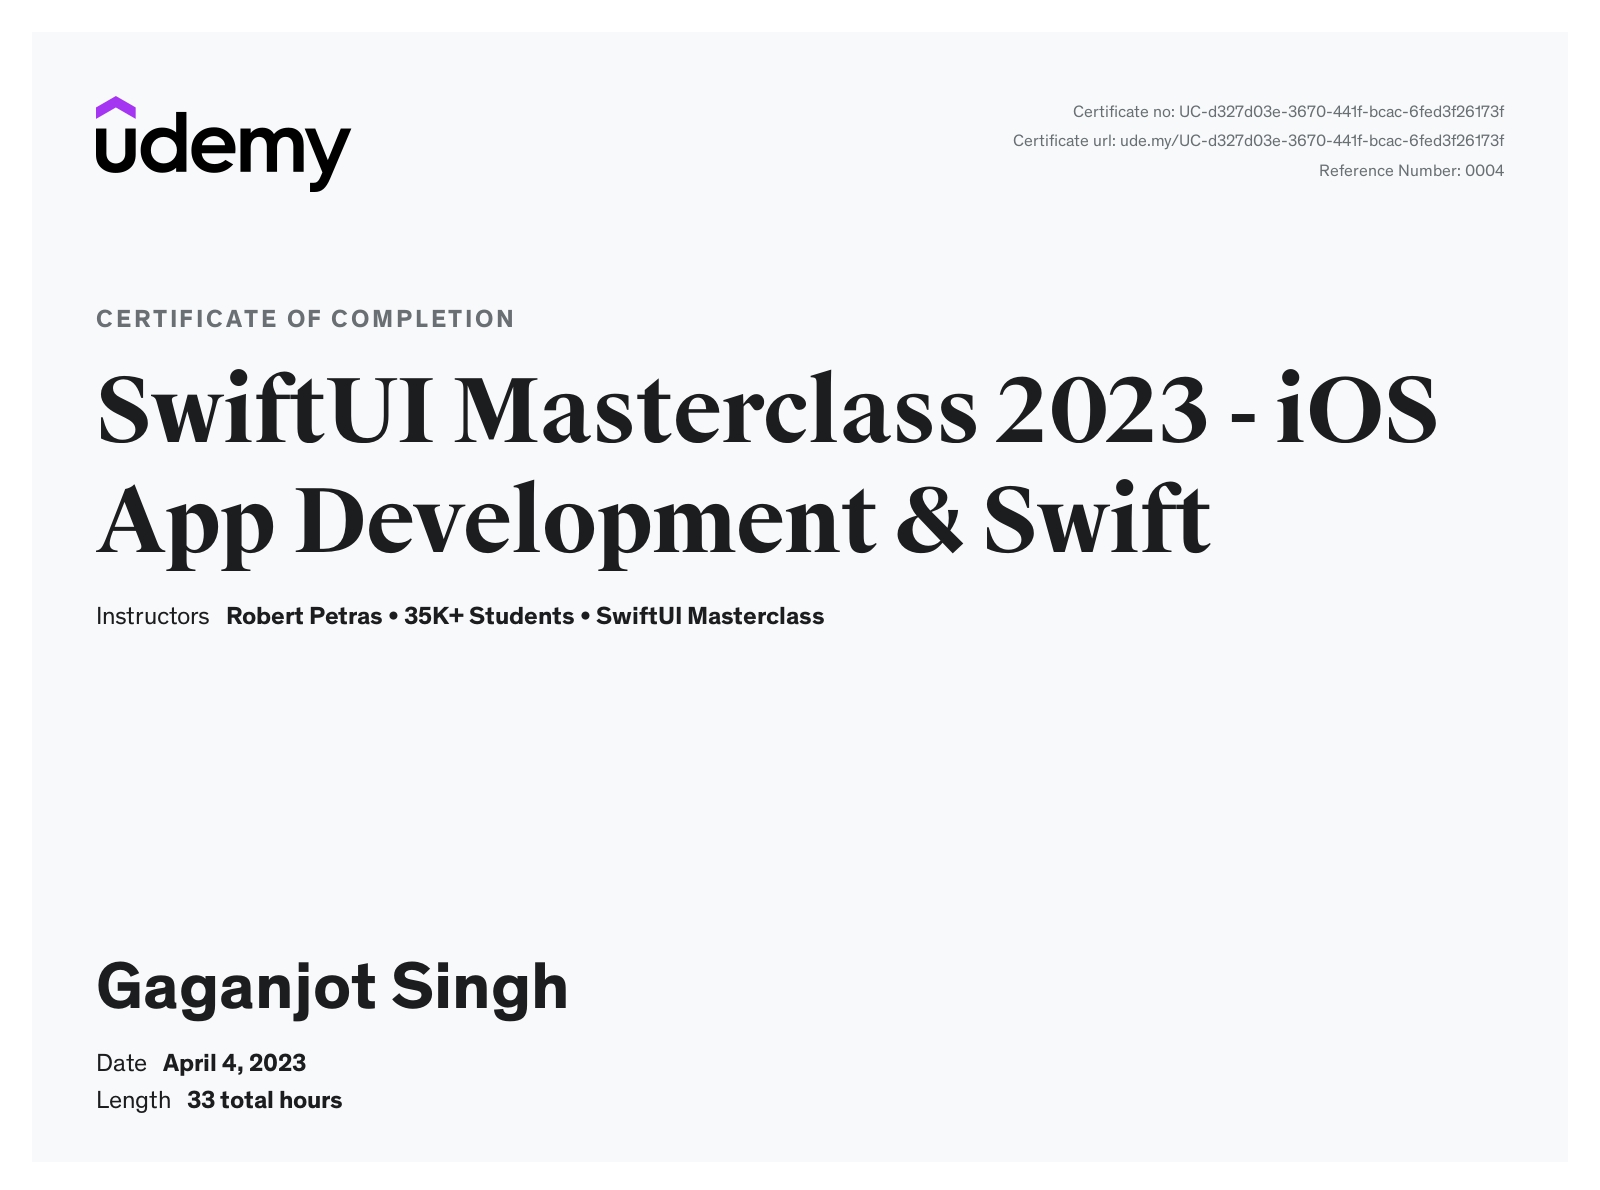 udemy
Certificate no: UC-d327d03e-3670-441f-bcac-6fed3f26173f
Certificate url: ude.my/UC-d327d03e-3670-441f-bcac-6fed3f26173f
Reference Number: 0004
CERTIFICATE OF COMPLETION
SwiftUI Masterclass 2023 - iOS
App Development & Swift
Instructors Robert Petras • 35K+ Students • SwiftUI Masterclass
Gaganjot Singh
Date April 4, 2023
Length 33 total hours